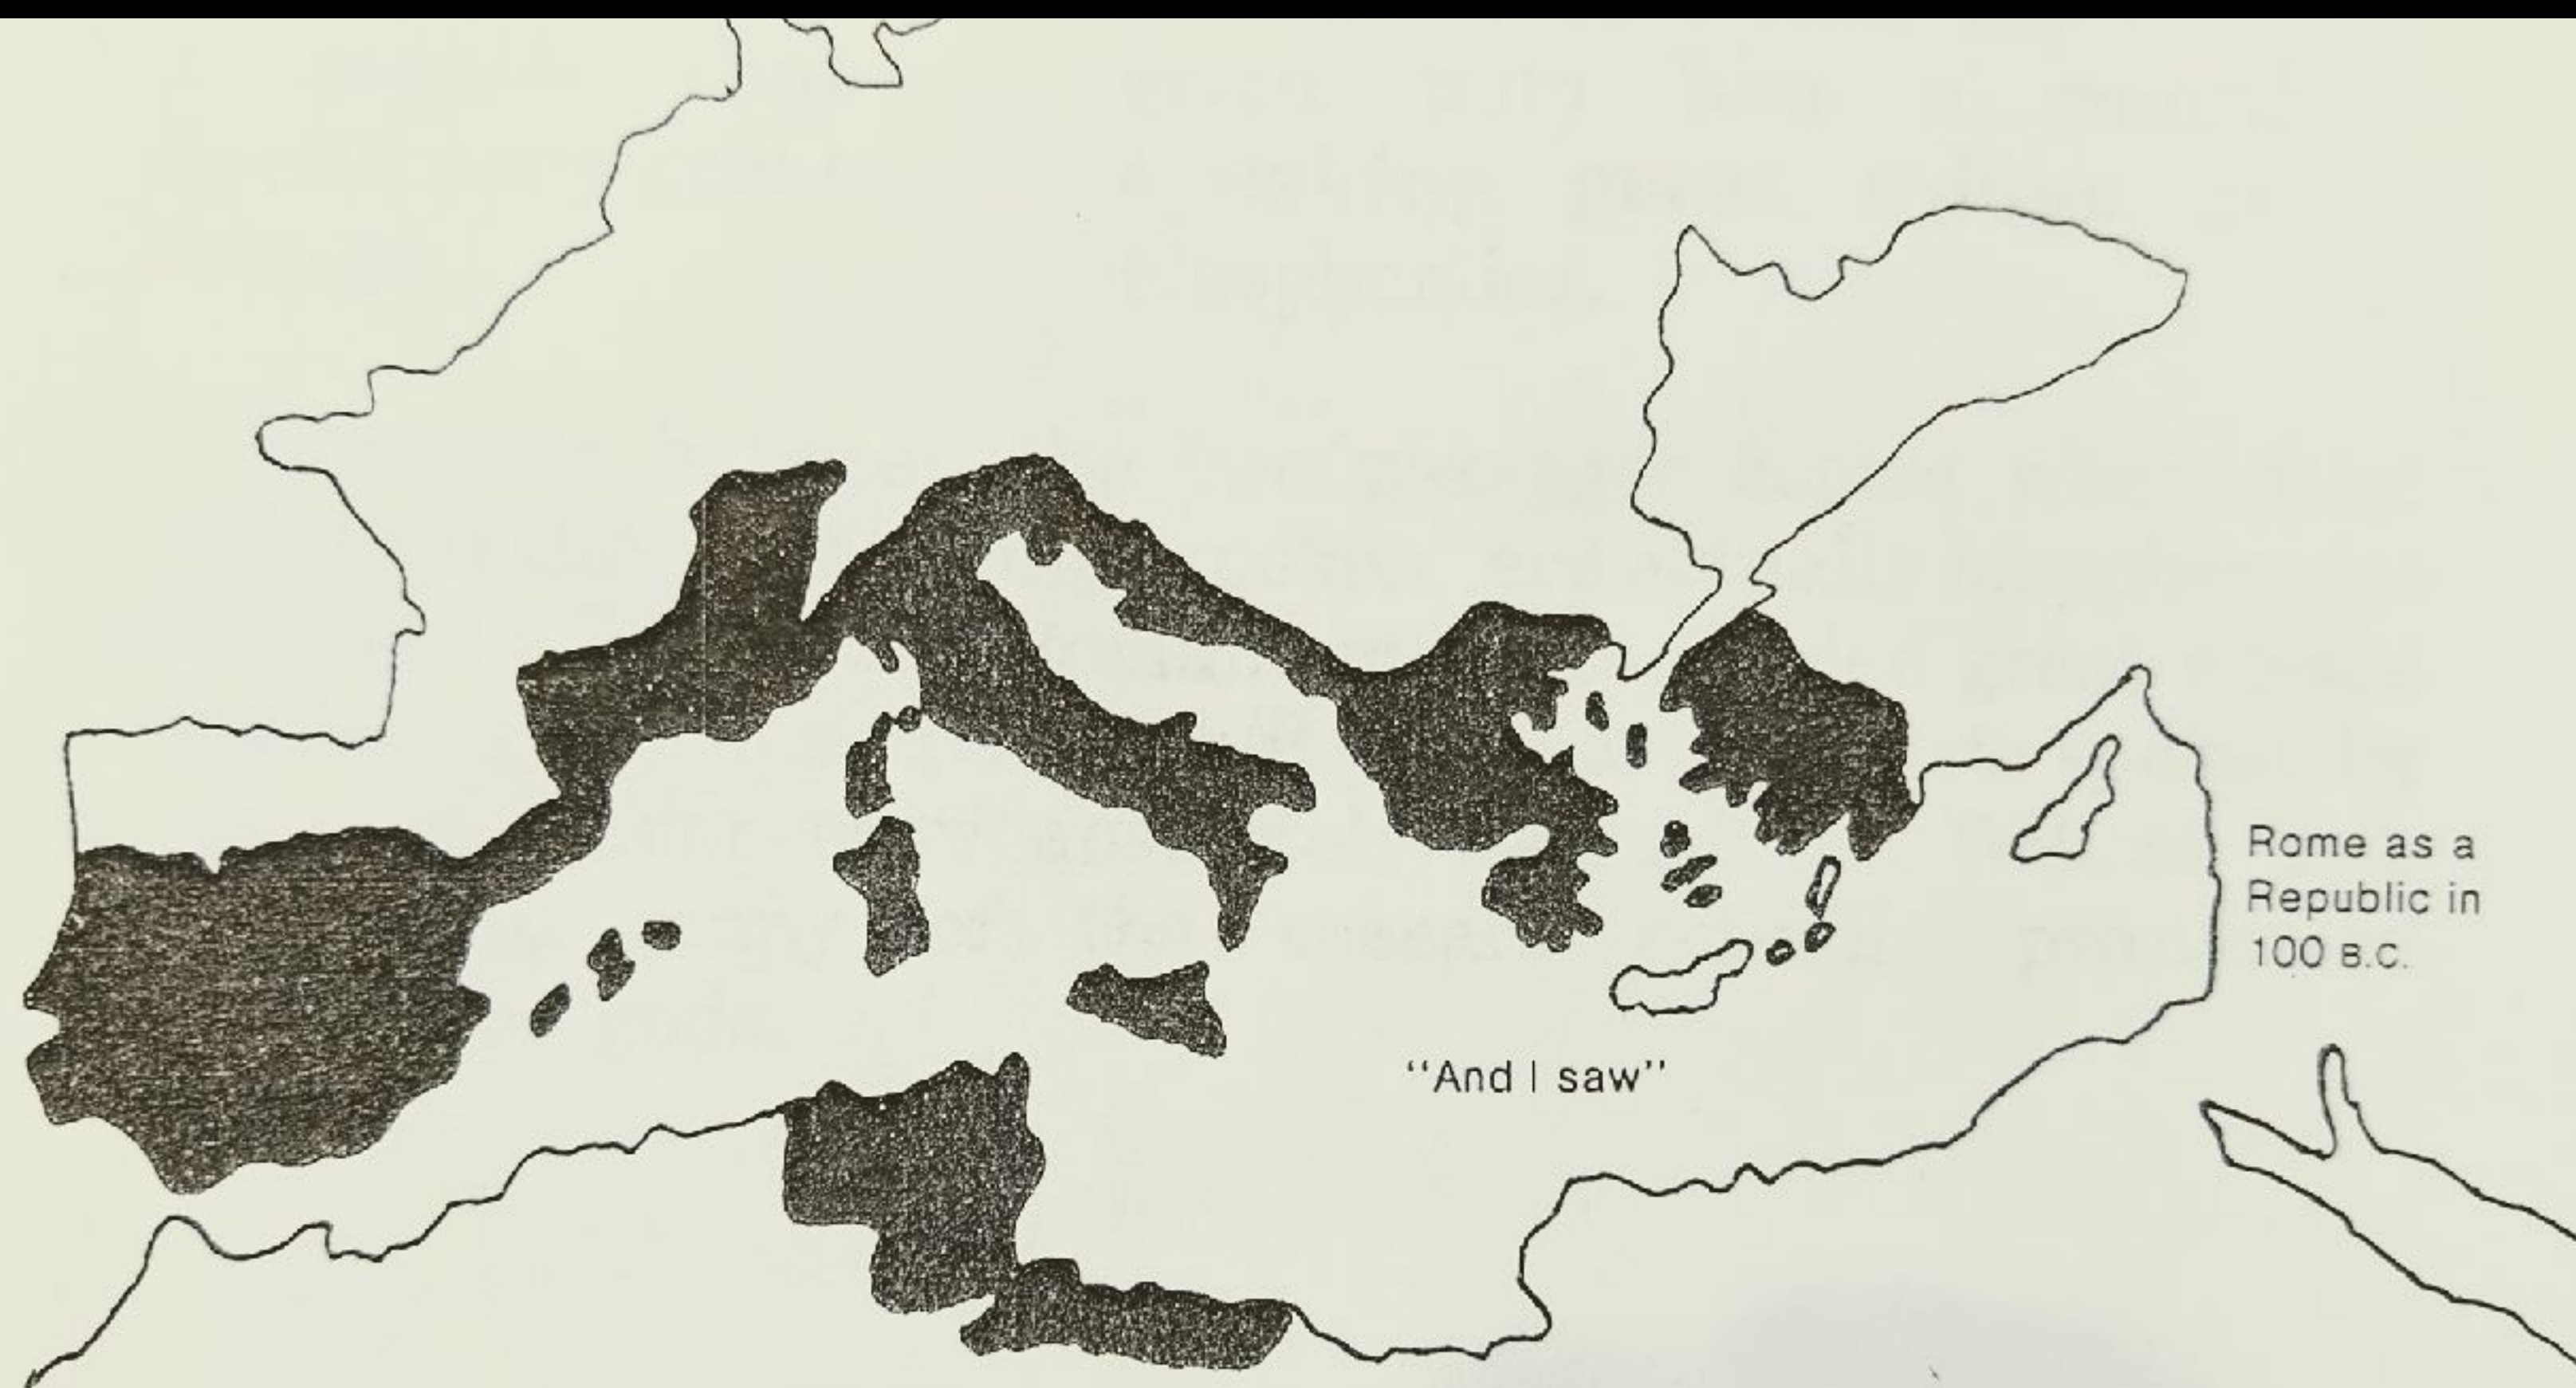 Rome as a
Republic in
100 B.C.
“And I saw”